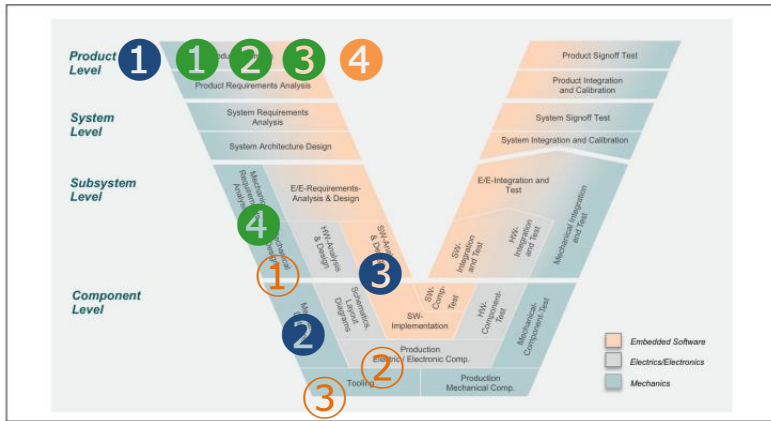 Product
Level
1
1
2
3
4
Product Requirements Analysis
Product Signoff Test
Product Integration
and Calibration
System
Level
System Requirements
Analysis
System Architecture Design
System Signoff Test
System Integration and Calibration
Subsystem
Level
Mechanical
Requirements
4
E/E-Requirements-
Analysis & Design
HW-Analysis
& Design
SW-Analysis
3
1
E/E-Integration and
Test
SW-
Integration
and Test
HW-
Integration
and Test
Mechanical Integration
and Test
Component
Level
2
Schematics,
Layout
Diagrams
SW-
Implementation
SW-
Comp-
Test
HW-
Component-
Test
Mechanical-
Component-Test
Production
Electric / Electronic Comp.
2
3
Tooling
Production
Mechanical Comp.
Embedded Software
Electrics/Electronics
Mechanics